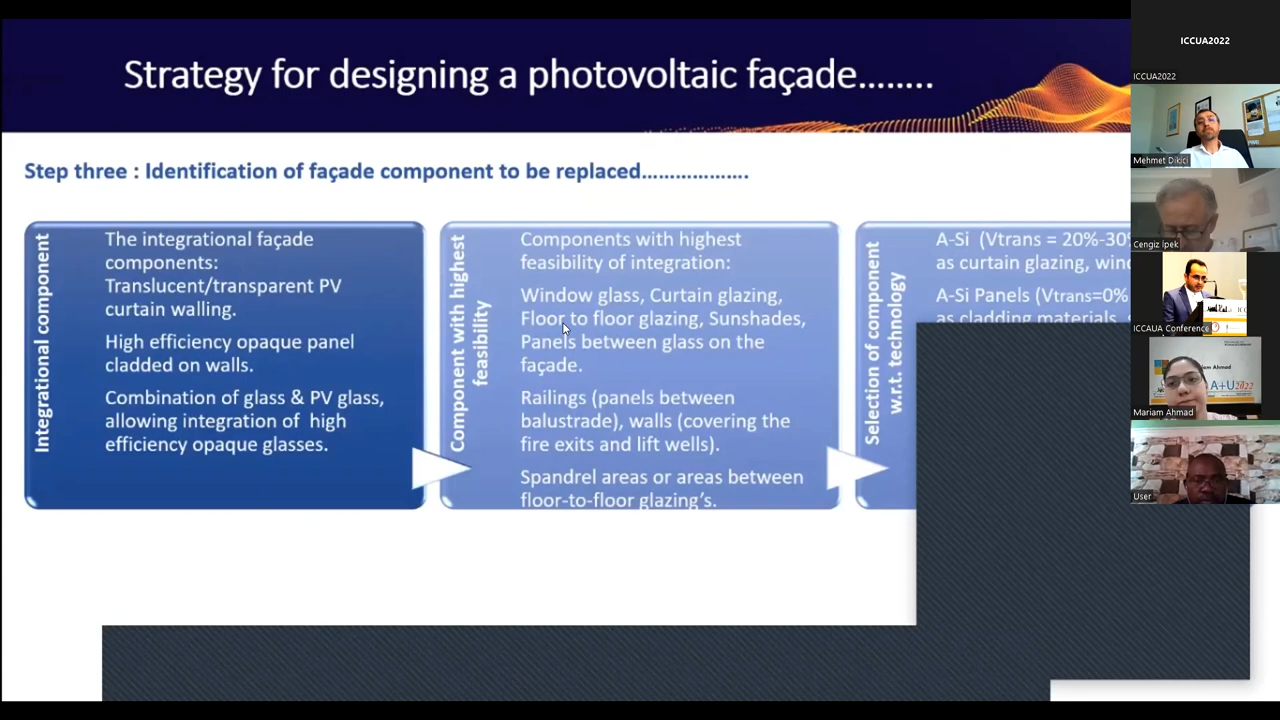 Strategy for designing a photovoltaic façade........
Step three : Identification of façade component to be replaced...................
Integrational component
The integrational façade
components:
Translucent/transparent PV
curtain walling.
High efficiency opaque panel
cladded on walls.
Combination of glass & PV glass,
allowing integration of high
efficiency opaque glasses.
Component with highest
feasibility
Components with highest
feasibility of integration:
Window glass, Curtain glazing,
Floor to floor glazing, Sunshades,
Panels between glass on the
façade.
Railings (panels between
balustrade), walls (covering the
fire exits and lift wells).
Spandrel areas or areas between
floor-to-floor glazing's.
Selection of component
w.r.t. technology
A-Si (Vtrans = 20%-30%
as curtain glazing,
A-Si Panels (Vtrans=0%
cladding materials,
ICCUA2022
ICCUA2022
Mehmet Dikici
Cengiz İpek
ICCAUA Conference
Mariam Ahmad
A+U2022
User